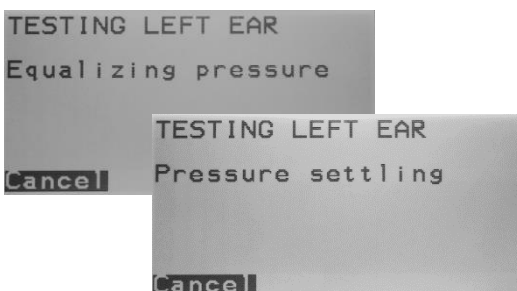 TESTING LEFT EAR
Equalizing pressure
Cancel
TESTING LEFT EAR
Pressure settling
Cancel